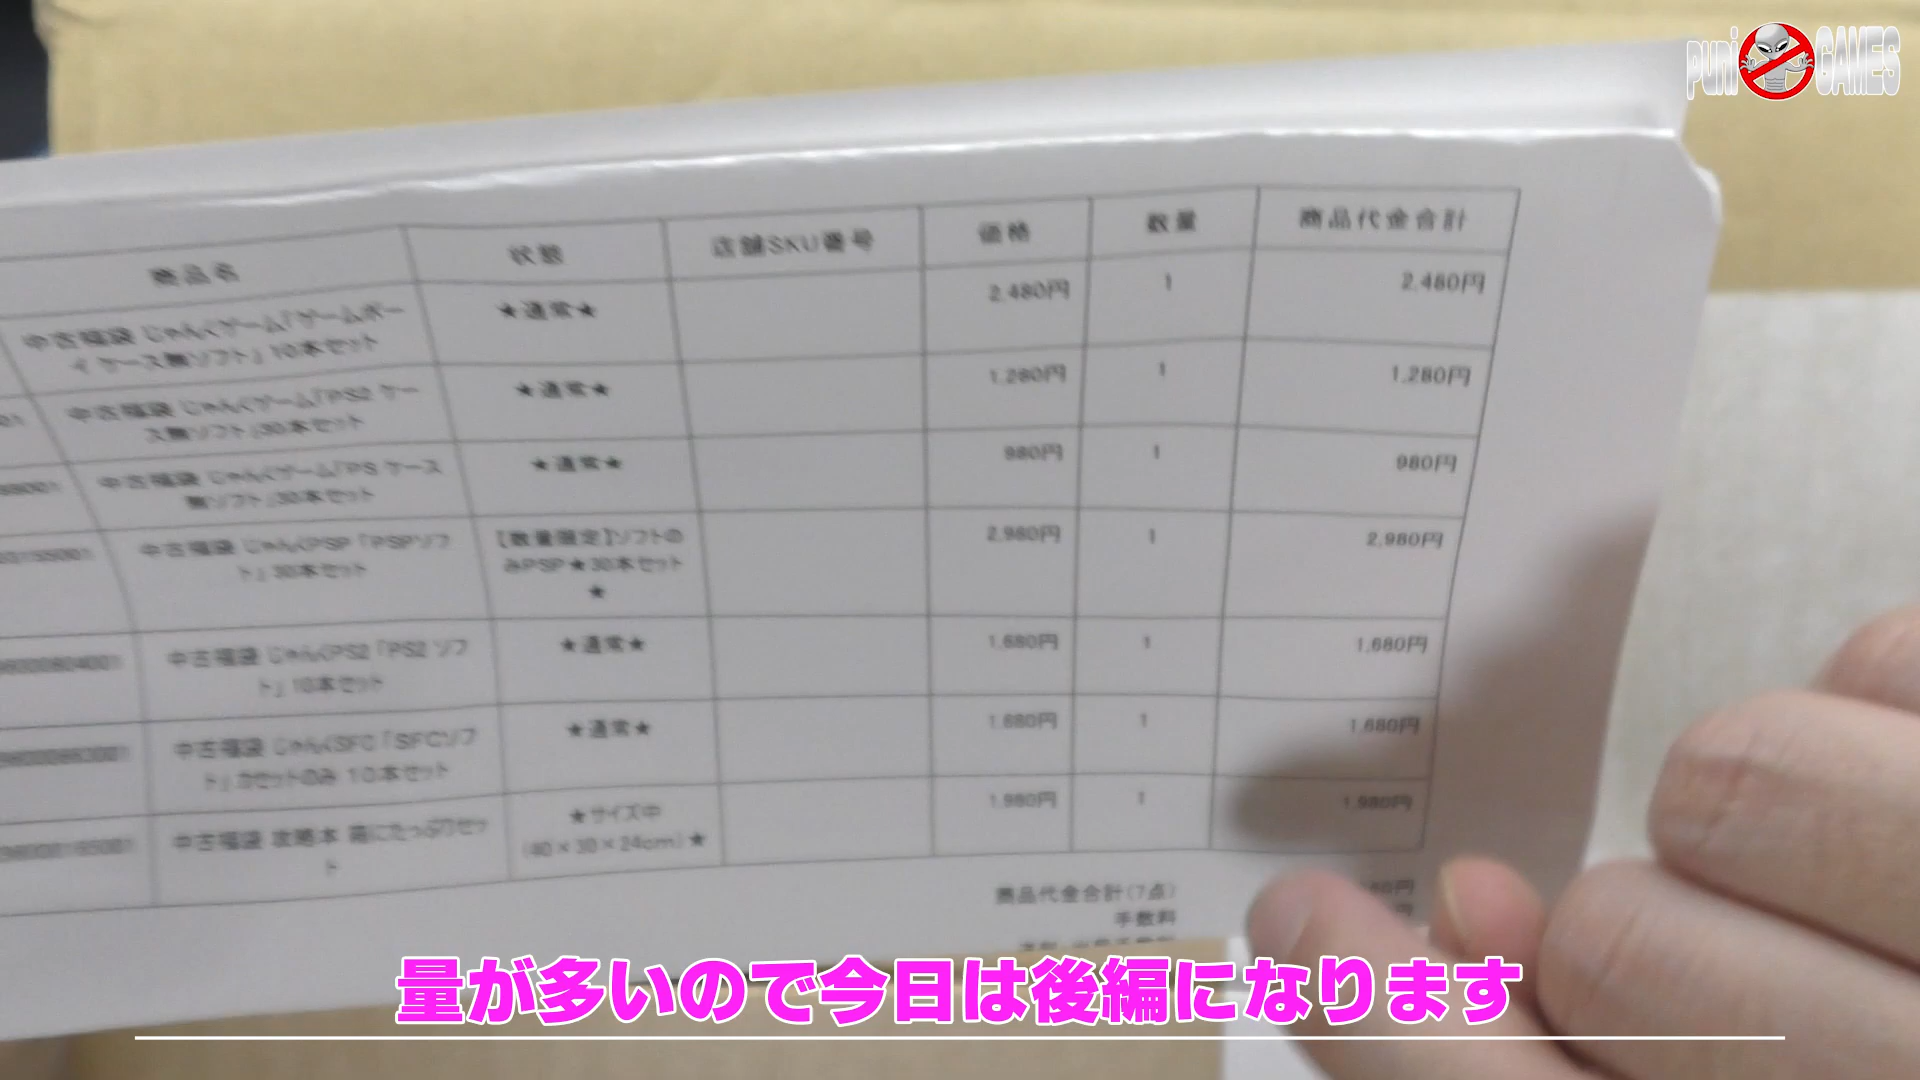 puni GAMES
商品名 状態 店舗SKU番号 価格 数量 商品代金合計
中古福袋 じゃんくゲーム「ゲームボー
イ ケース無ソフト」 10本セット
★通常★ 2,480円 1 2,480円
中古福袋 じゃんくゲーム「PS2 ケー
ス無ソフト」30本セット
★通常★ 1,280円 1 1,280円
中古福袋 じゃんくゲーム「PS ケース
無ソフト」30本セット
★通常★ 980円 1 980円
中古福袋 じゃんくPSP 「PSPソフ
ト」 30本セット
【数量限定】ソフトの
みPSP★30本セット
★
2,980円 1 2,980円
中古福袋 じゃんくPS2 「PS2 ソフ
ト」 10本セット
★通常★ 1,680円 1 1,680円
中古福袋 じゃんくSFC 「SFCソフ
ト」カセットのみ 10本セット
★通常★ 1,680円 1 1,680円
中古福袋 攻略本 箱にたっぷりセッ
ト
★サイズ中
(40×30×24cm)★
1,980円 1 1,980円
商品代金合計(7点)
手数料
量が多いので今日は後編になります